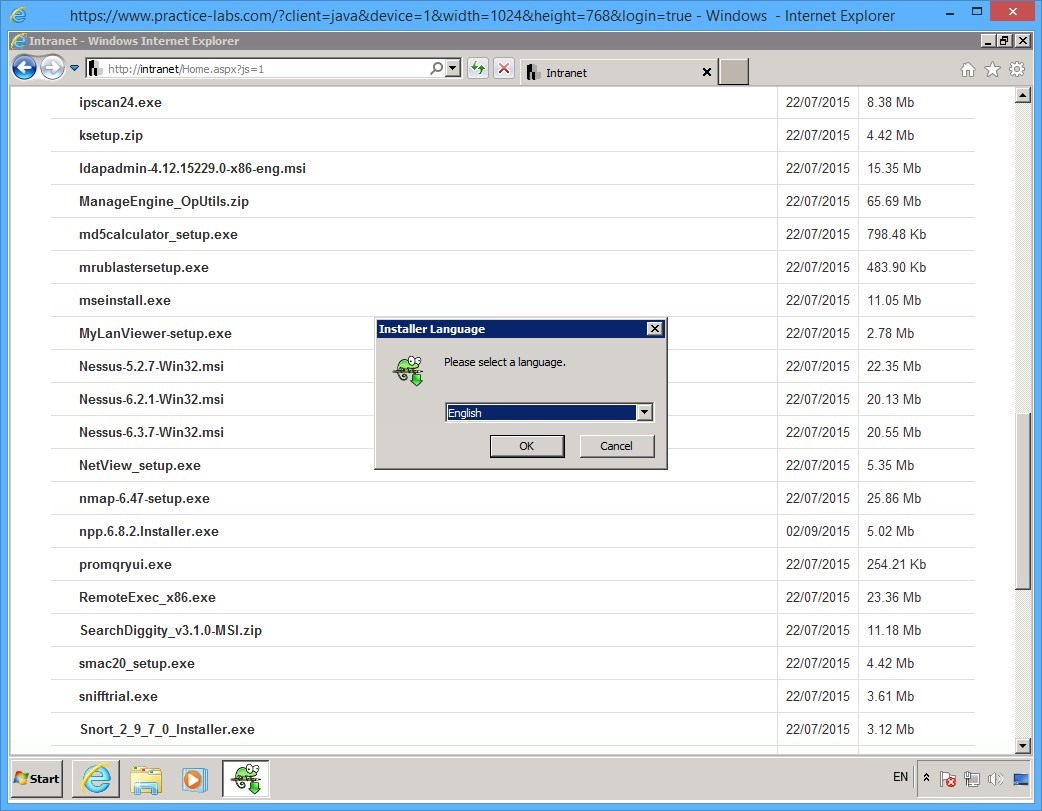 https://www.practice-labs.com/?client=java&device=1&width=1024&height=768&login=true - Windows - Internet Explorer
Intranet - Windows Internet Explorer
http://intranet/Home.aspx?js=1
Intranet
ipscan24.exe 22/07/2015 8.38 Mb
ksetup.zip 22/07/2015 4.42 Mb
ldapadmin-4.12.15229.0-x86-eng.msi 22/07/2015 15.35 Mb
ManageEngine_OpUtils.zip 22/07/2015 65.69 Mb
md5calculator_setup.exe 22/07/2015 798.48 Kb
mrublastersetup.exe 22/07/2015 483.90 Kb
mseinstall.exe 22/07/2015 11.05 Mb
MyLanViewer-setup.exe 22/07/2015 2.78 Mb
Nessus-5.2.7-Win32.msi 22/07/2015 22.35 Mb
Nessus-6.2.1-Win32.msi 22/07/2015 20.13 Mb
Nessus-6.3.7-Win32.msi 22/07/2015 20.55 Mb
NetView_setup.exe 22/07/2015 5.35 Mb
nmap-6.47-setup.exe 22/07/2015 25.86 Mb
npp.6.8.2.Installer.exe 02/09/2015 5.02 Mb
promqryui.exe 22/07/2015 254.21 Kb
RemoteExec_x86.exe 22/07/2015 23.36 Mb
SearchDiggity_v3.1.0-MSI.zip 22/07/2015 11.18 Mb
smac20_setup.exe 22/07/2015 4.42 Mb
snifftrial.exe 22/07/2015 3.61 Mb
Snort_2_9_7_0_Installer.exe 22/07/2015 3.12 Mb
Installer Language
Please select a language.
English
OK Cancel
Start EN